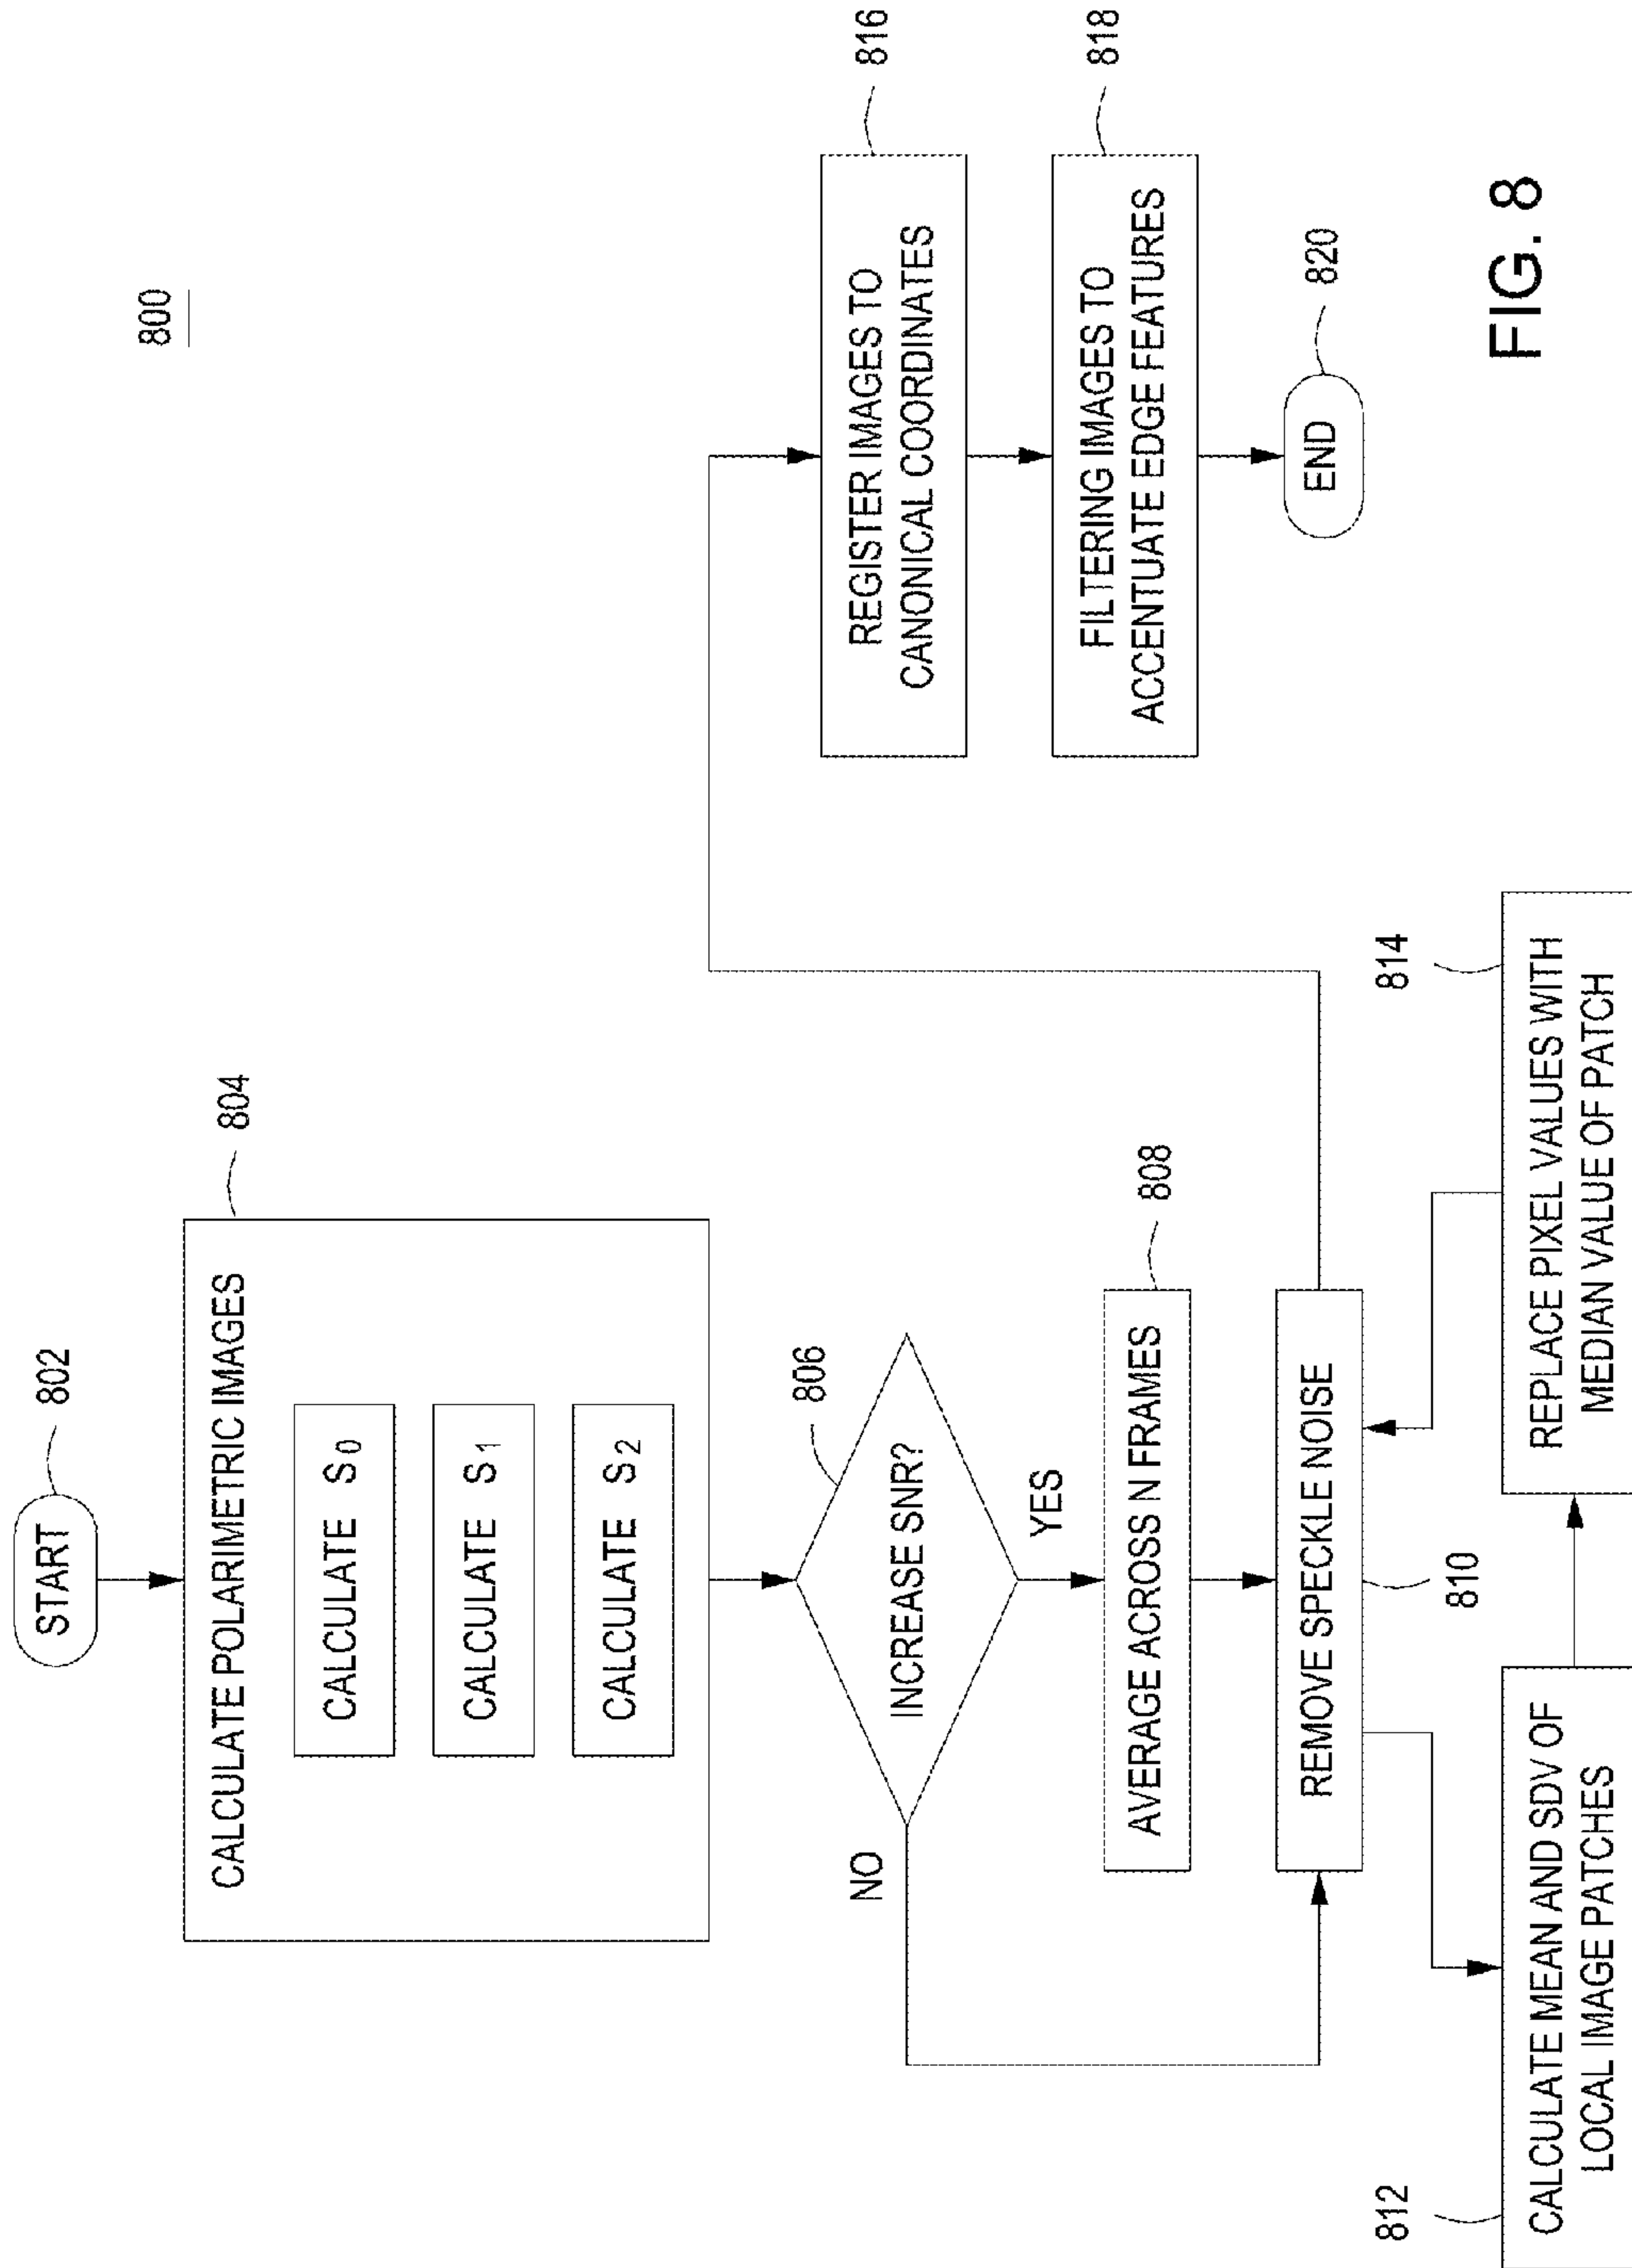 800
START
802
CALCULATE POLARIMETRIC IMAGES
804
CALCULATE S0
CALCULATE S1
CALCULATE S2
INCREASE SNR?
806
NO
YES
AVERAGE ACROSS N FRAMES
808
REMOVE SPECKLE NOISE
810
812
CALCULATE MEAN AND SDV OF
LOCAL IMAGE PATCHES
814
REPLACE PIXEL VALUES WITH
MEDIAN VALUE OF PATCH
REGISTER IMAGES TO
CANONICAL COORDINATES
816
FILTERING IMAGES TO
ACCENTUATE EDGE FEATURES
818
END
820
FIG. 8